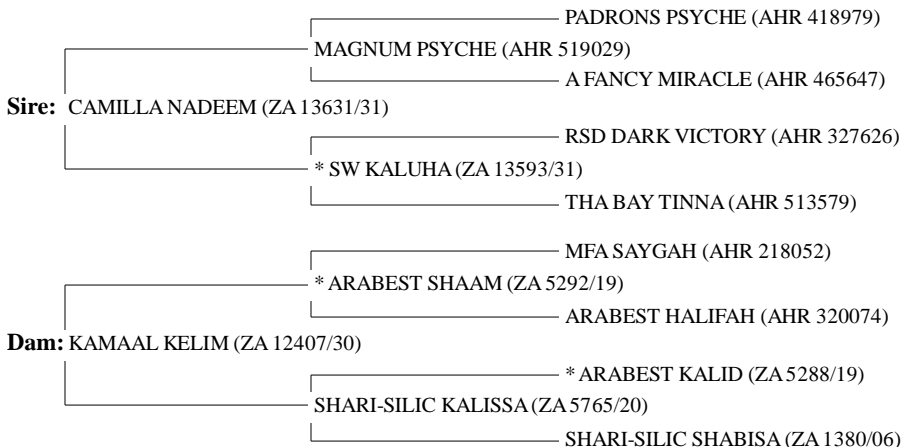 PADRONS PSYCHE (AHR 418979)
MAGNUM PSYCHE (AHR 519029)
A FANCY MIRACLE (AHR 465647)
Sire: CAMILLA NADEEM (ZA 13631/31)
RSD DARK VICTORY (AHR 327626)
* SW KALUHA (ZA 13593/31)
THA BAY TINNA (AHR 513579)
MFA SAYGAH (AHR 218052)
* ARABEST SHAAM (ZA 5292/19)
ARABEST HALIFAH (AHR 320074)
Dam: KAMAAL KELIM (ZA 12407/30)
* ARABEST KALID (ZA 5288/19)
SHARI-SILIC KALISSA (ZA 5765/20)
SHARI-SILIC SHABISA (ZA 1380/06)